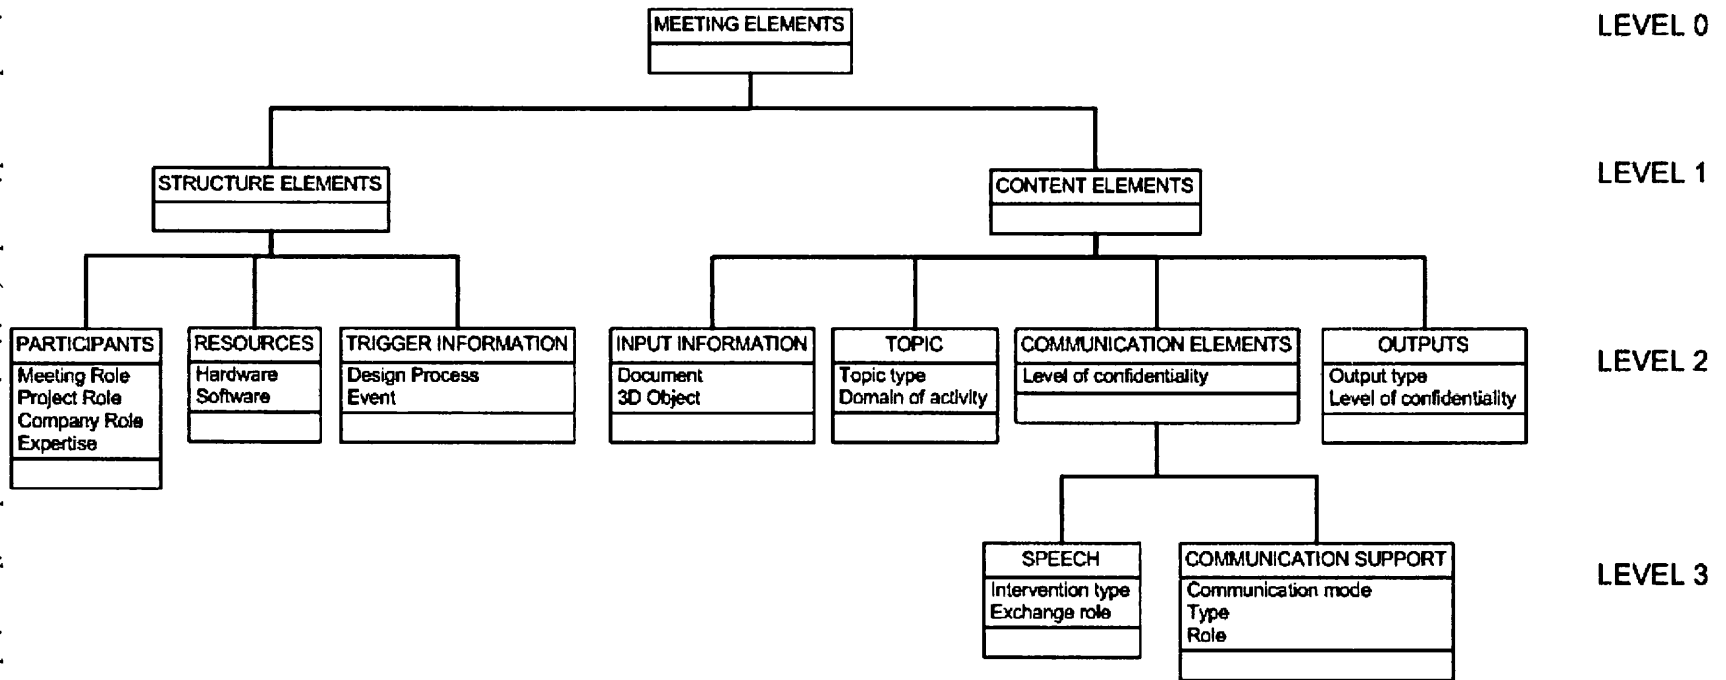 MEETING ELEMENTS
LEVEL 0
STRUCTURE ELEMENTS
CONTENT ELEMENTS
LEVEL 1
PARTICIPANTS
Meeting Role
Project Role
Company Role
Expertise
RESOURCES
Hardware
Software
TRIGGER INFORMATION
Design Process
Event
INPUT INFORMATION
Document
3D Object
TOPIC
Topic type
Domain of activity
COMMUNICATION ELEMENTS
Level of confidentiality
OUTPUTS
Output type
Level of confidentiality
LEVEL 2
SPEECH
Intervention type
Exchange role
COMMUNICATION SUPPORT
Communication mode
Type
Role
LEVEL 3